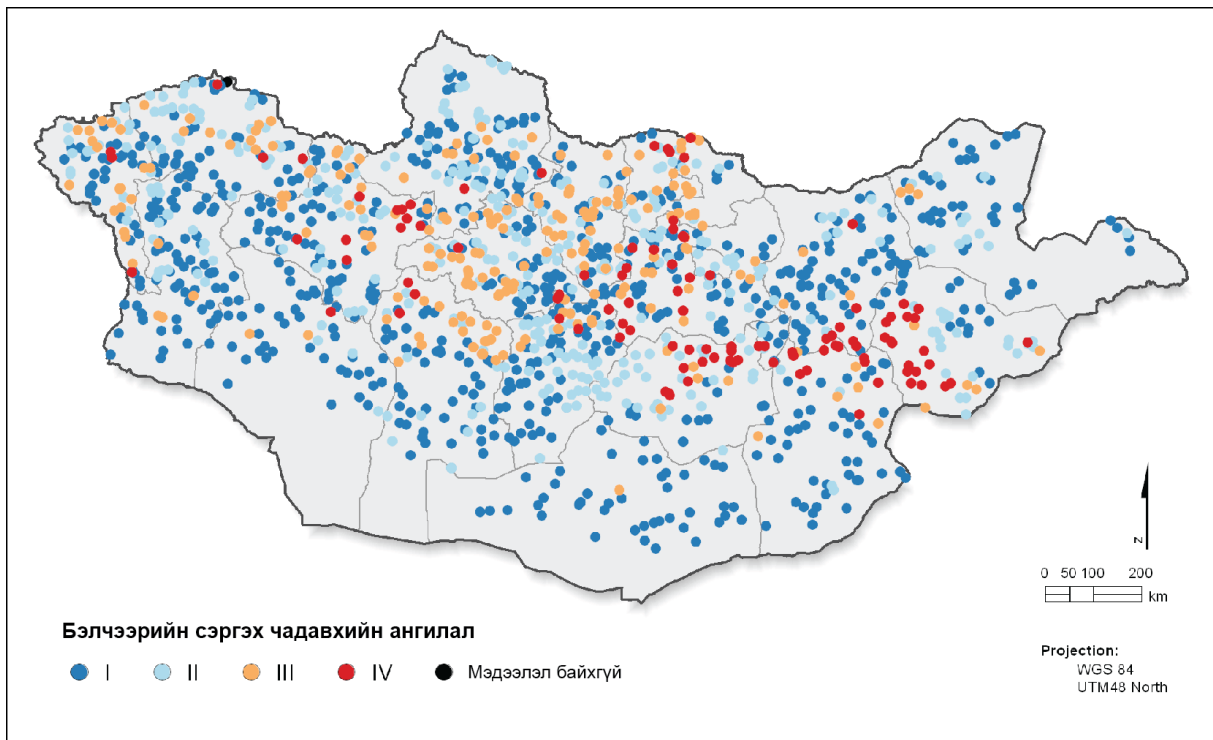 Бэлчээрийн сэргэх чадавхийн ангилал
I II III IV Мэдээлэл байхгүй
N
0 50 100 200
km
Projection:
WGS 84
UTM48 North